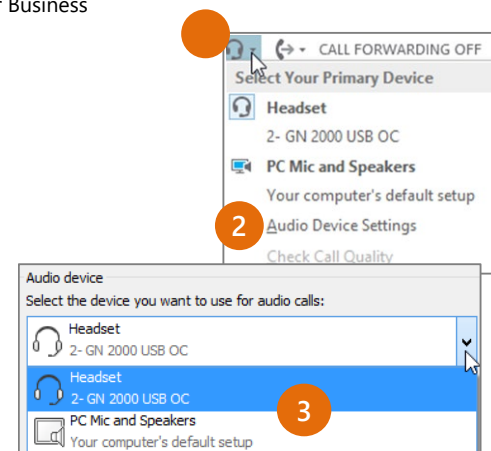 r Business
CALL FORWARDING OFF
Select Your Primary Device
Headset
2- GN 2000 USB OC
PC Mic and Speakers
Your computer's default setup
2
Audio Device Settings
Check Call Quality
Audio device
Select the device you want to use for audio calls:
Headset
2- GN 2000 USB OC
Headset
2- GN 2000 USB OC
3
PC Mic and Speakers
Your computer's default setup